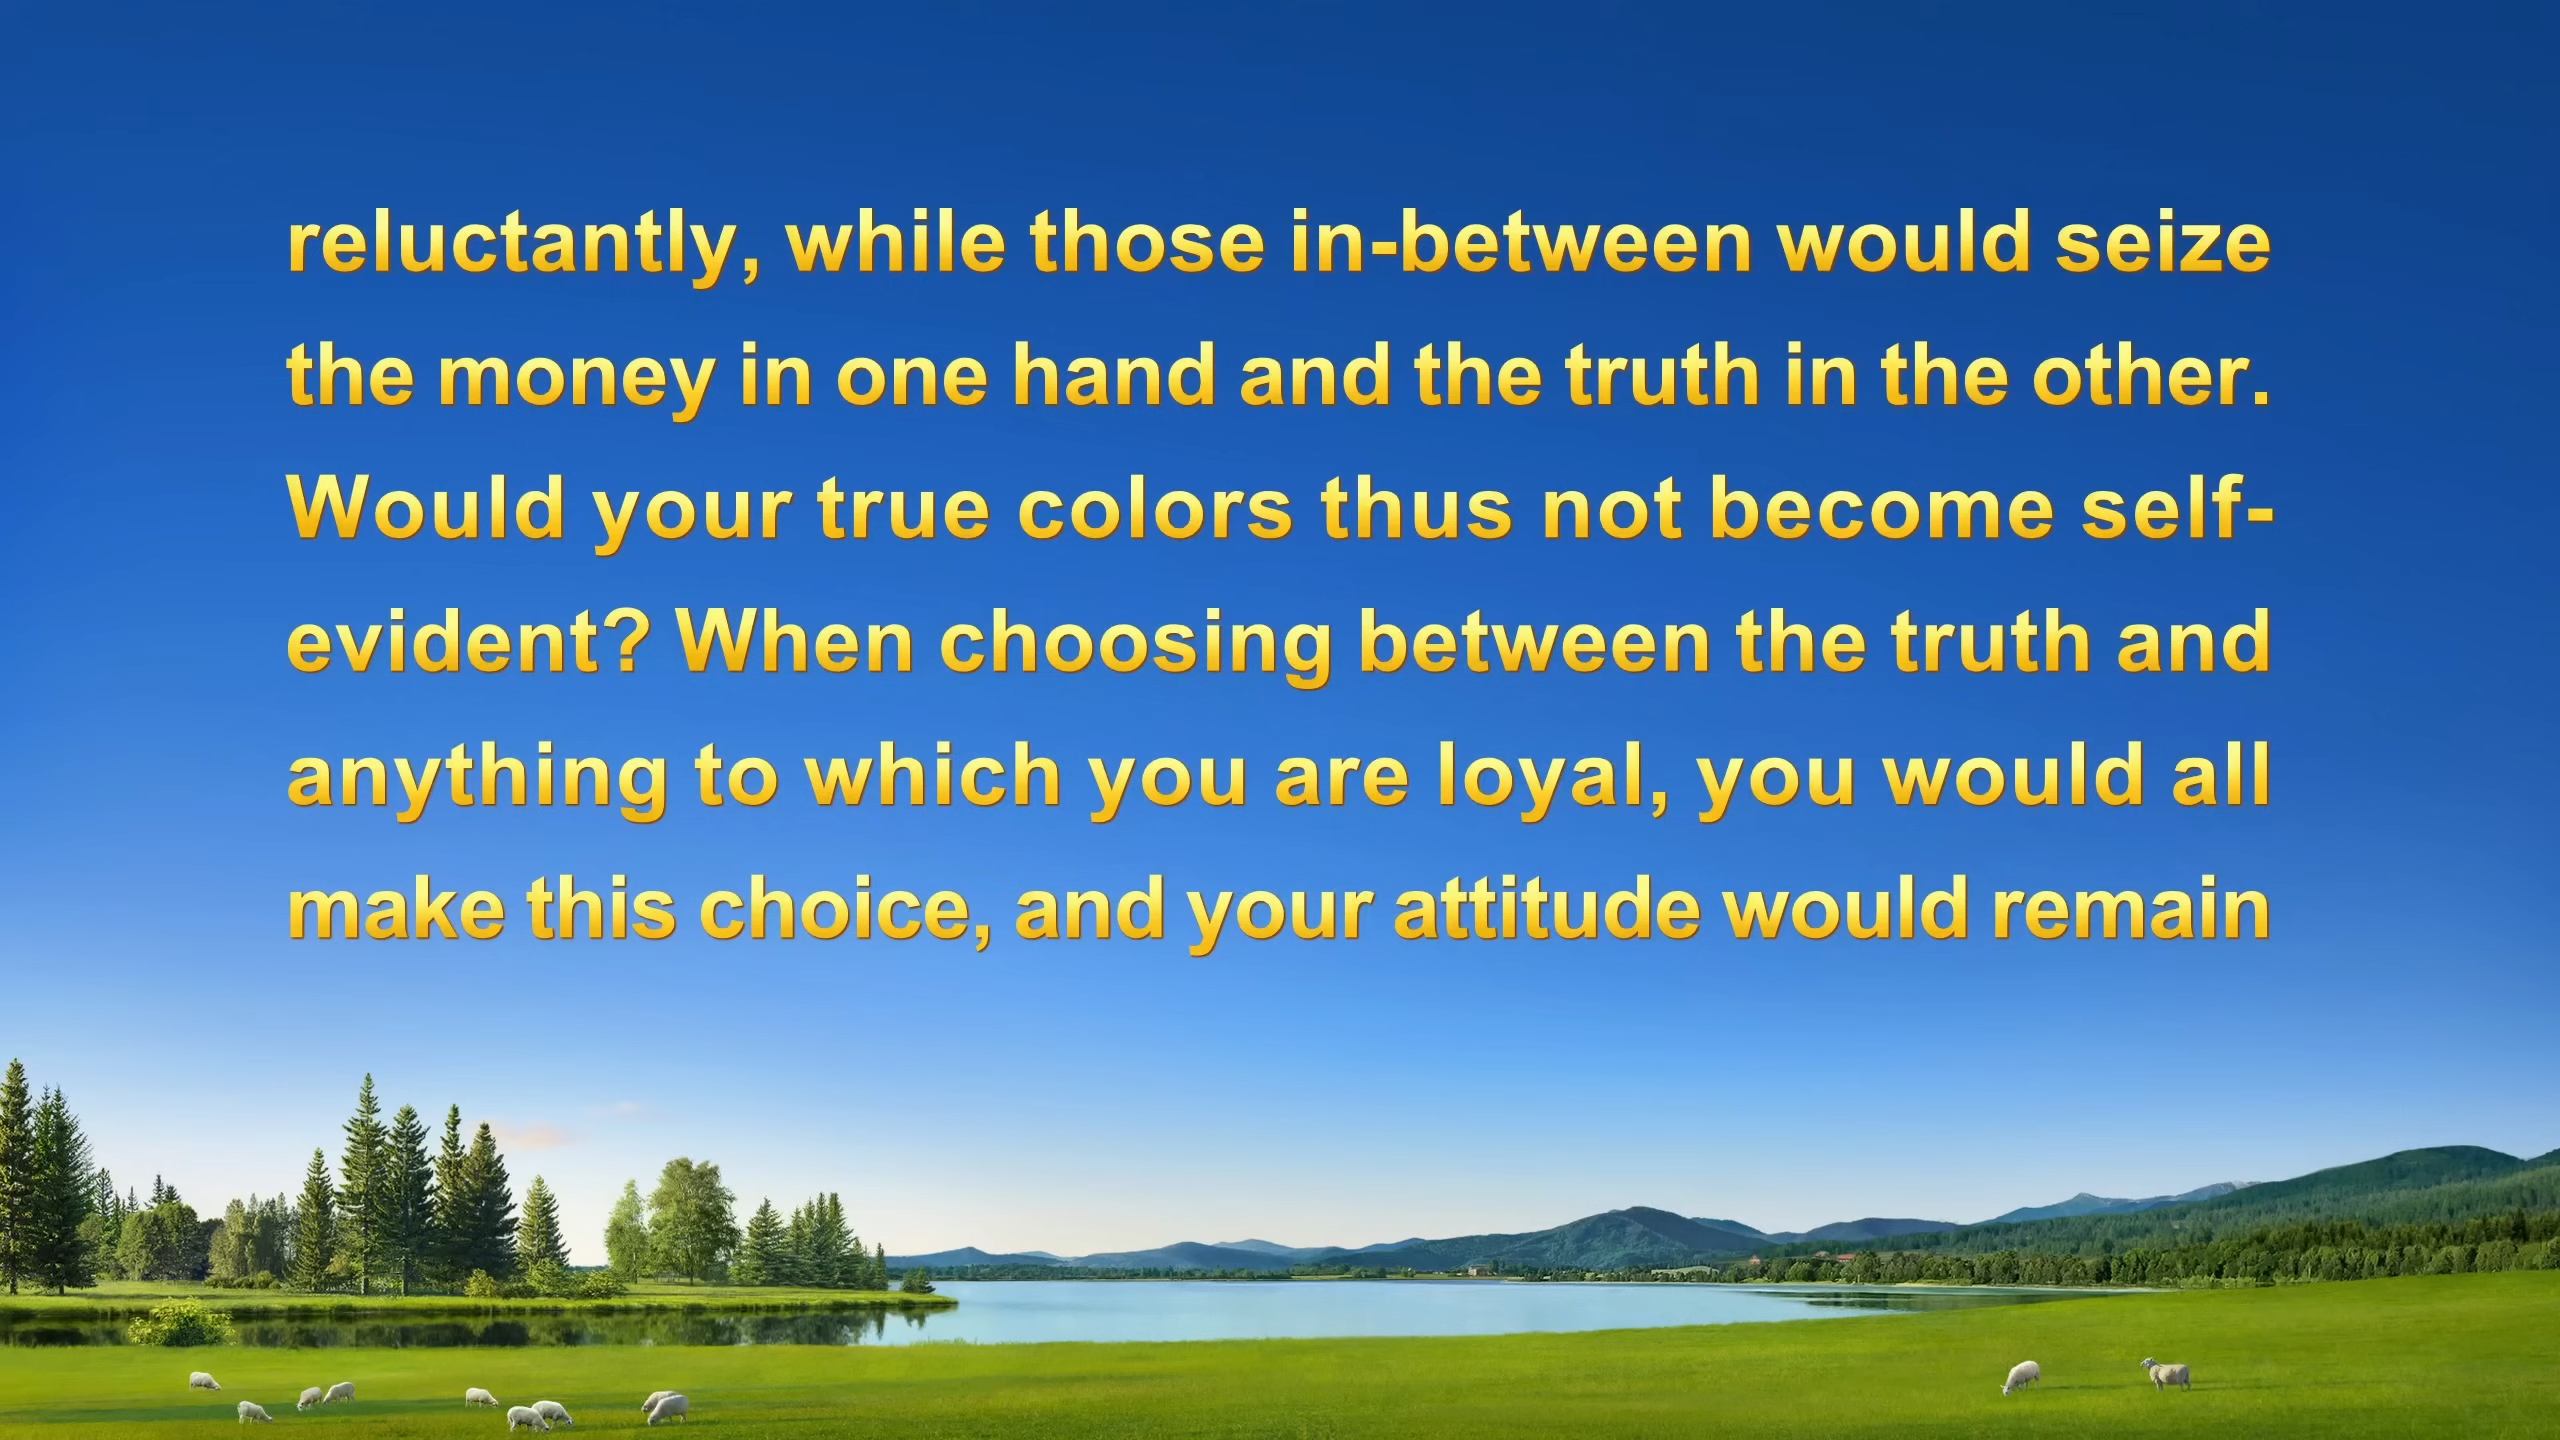 reluctantly, while those in-between would seize
the money in one hand and the truth in the other.
Would your true colors thus not become self-
evident? When choosing between the truth and
anything to which you are loyal, you would all
make this choice, and your attitude would remain